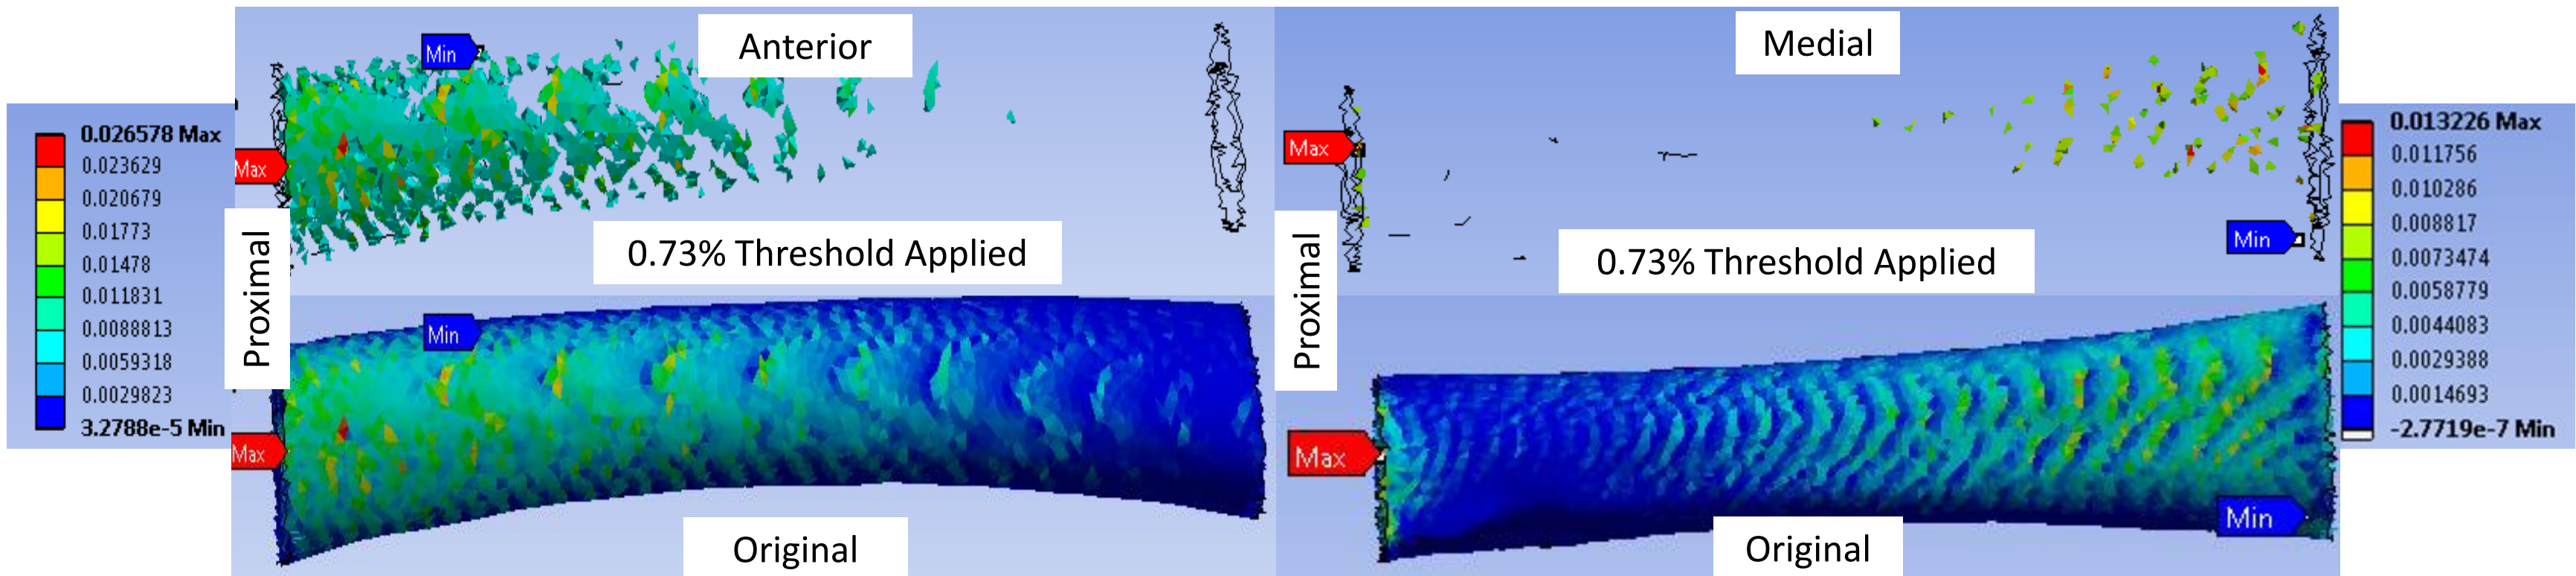 Anterior
Min
Max
0.73% Threshold Applied
Proximal
0.026578 Max
0.023629
0.020679
0.01773
0.01478
0.011831
0.0088813
0.0059318
0.0029823
3.2788e-5 Min
Min
Max
Original
Medial
Max
Min
0.73% Threshold Applied
Proximal
0.013226 Max
0.011756
0.010286
0.008817
0.0073474
0.0058779
0.0044083
0.0029388
0.0014693
-2.7719e-7 Min
Max
Min
Original